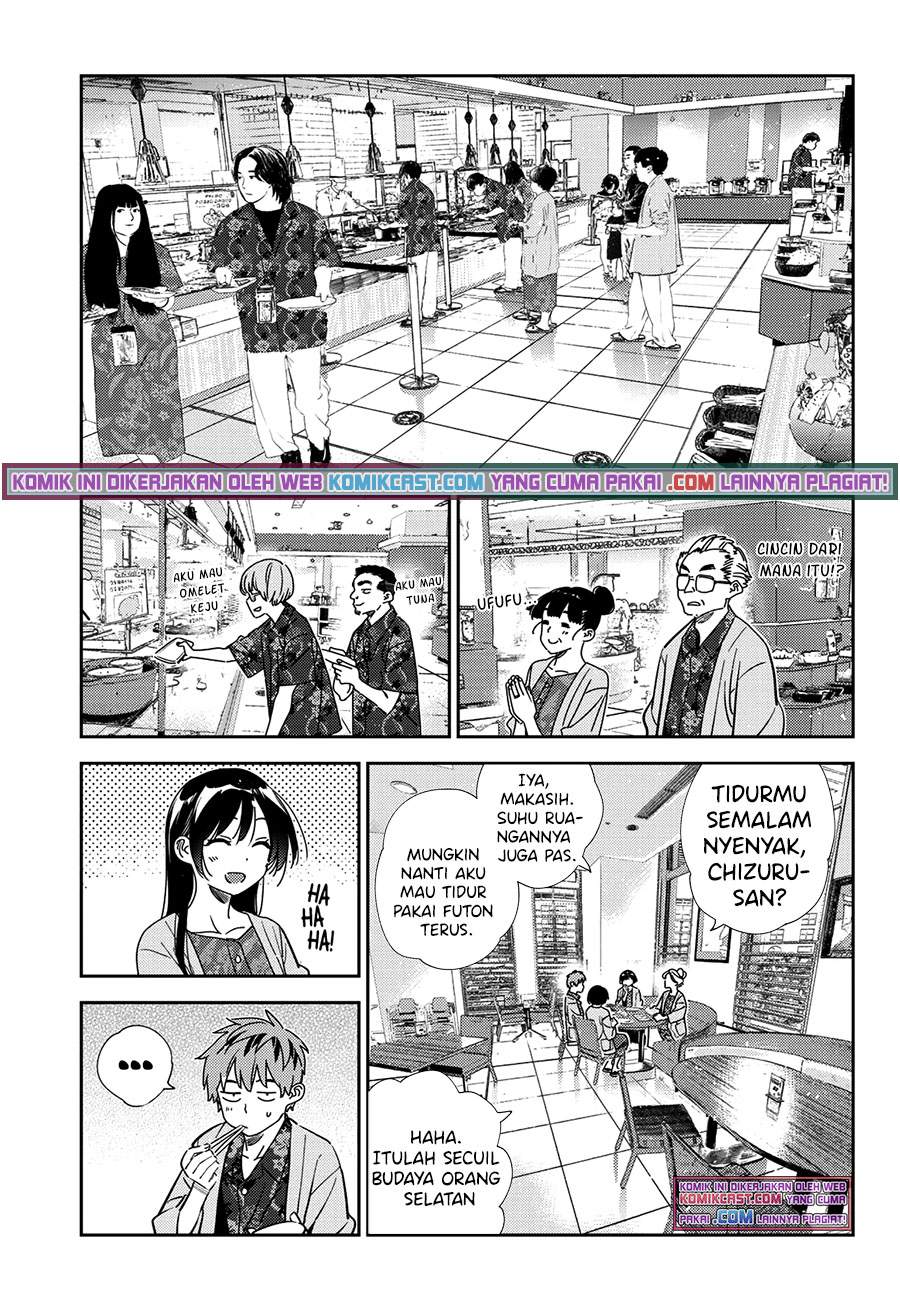 KOMIK INI DIKERJAKAN OLEH WEB KOMIKCAST.COM YANG CUMA PAKAI .COM LAINNYA PLAGIAT!
CINCIN DARI
MANA ITU!?
UFUFU
AKU MAU
TUNA
AKU MAU
OMELET
KEJU
TIDURMU
SEMALAM
NYENYAK,
CHIZURU-
SAN?
IYA,
MAKASIH.
SUHU RUA-
NGANNYA
JUGA PAS.
MUNGKIN
NANTI AKU
MAU TIDUR
PAKAI FUTON
TERUS.
HAHA.
ITULAH SECUIL
BUDAYA ORANG
SELATAN
HA
HA
HA!
...
KOMIK INI DIKERJAKAN OLEH WEB
KOMIKCAST.COM YANG CUMA
PAKAI .COM LAINNYA PLAGIAT!